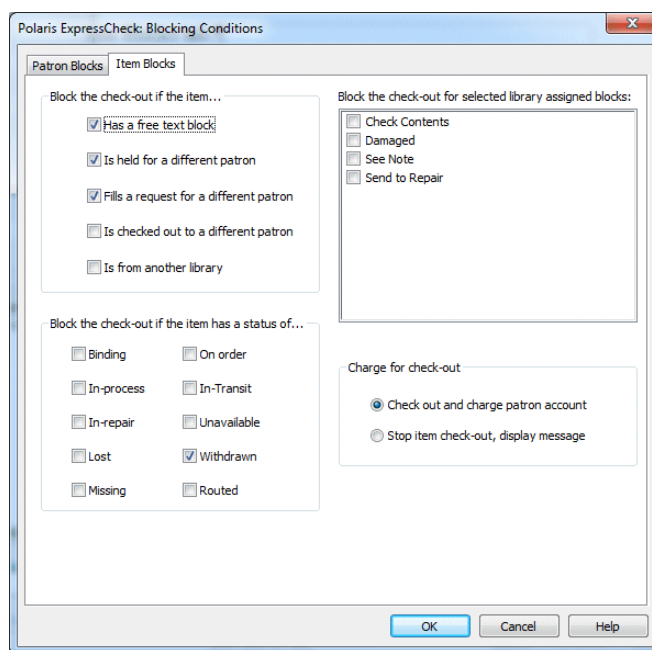 Polaris ExpressCheck: Blocking Conditions
Patron Blocks
Item Blocks
Block the check-out if the item...
Has a free text block
Is held for a different patron
Fills a request for a different patron
Is checked out to a different patron
Is from another library
Block the check-out for selected library assigned blocks:
Check Contents
Damaged
See Note
Send to Repair
Block the check-out if the item has a status of...
Binding
On order
In-process
In-Transit
In-repair
Unavailable
Lost
Withdrawn
Missing
Routed
Charge for check-out
Check out and charge patron account
Stop item check-out, display message
OK
Cancel
Help